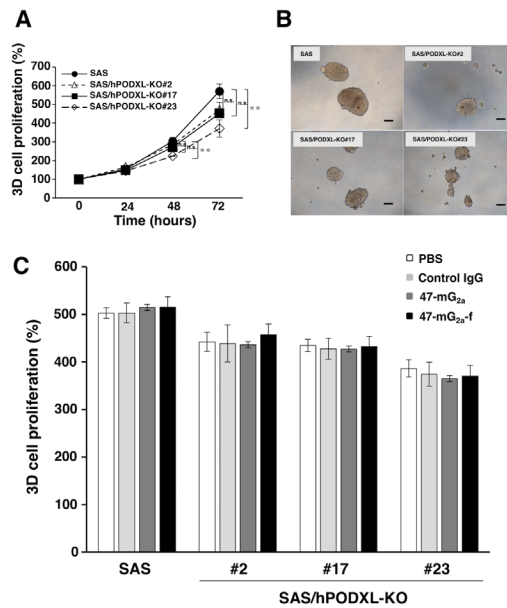 A
B
3D cell proliferation (%)
700
600
500
400
300
200
100
0
SAS
SAS/hPODXL-KO#2
SAS/hPODXL-KO#17
SAS/hPODXL-KO#23
n.s.
n.s.
**
n.s.
n.s.
**
0 24 48 72
Time (hours)
SAS
SAS/PODXL-KO#2
SAS/PODXL-KO#17
SAS/PODXL-KO#23
C
3D cell proliferation (%)
600
500
400
300
200
100
0
PBS
Control IgG
47-mG2a
47-mG2a-f
SAS #2 #17 #23
SAS/hPODXL-KO